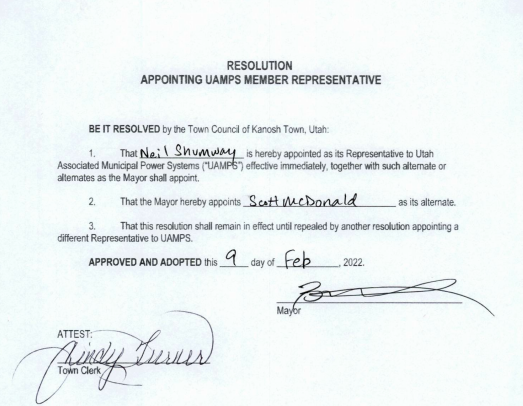 RESOLUTION
APPOINTING UAMPS MEMBER REPRESENTATIVE
BE IT RESOLVED by the Town Council of Kanosh Town, Utah:
1. That Neil Shumway is hereby appointed as its Representative to Utah
Associated Municipal Power Systems ("UAMPS") effective immediately, together with such alternate or
alternates as the Mayor shall appoint.
2. That the Mayor hereby appoints Scott McDonald as its alternate.
3. That this resolution shall remain in effect until repealed by another resolution appointing a
different Representative to UAMPS.
APPROVED AND ADOPTED this 9 day of Feb, 2022.
Mayor
ATTEST:
Lindy Turner
Town Clerk